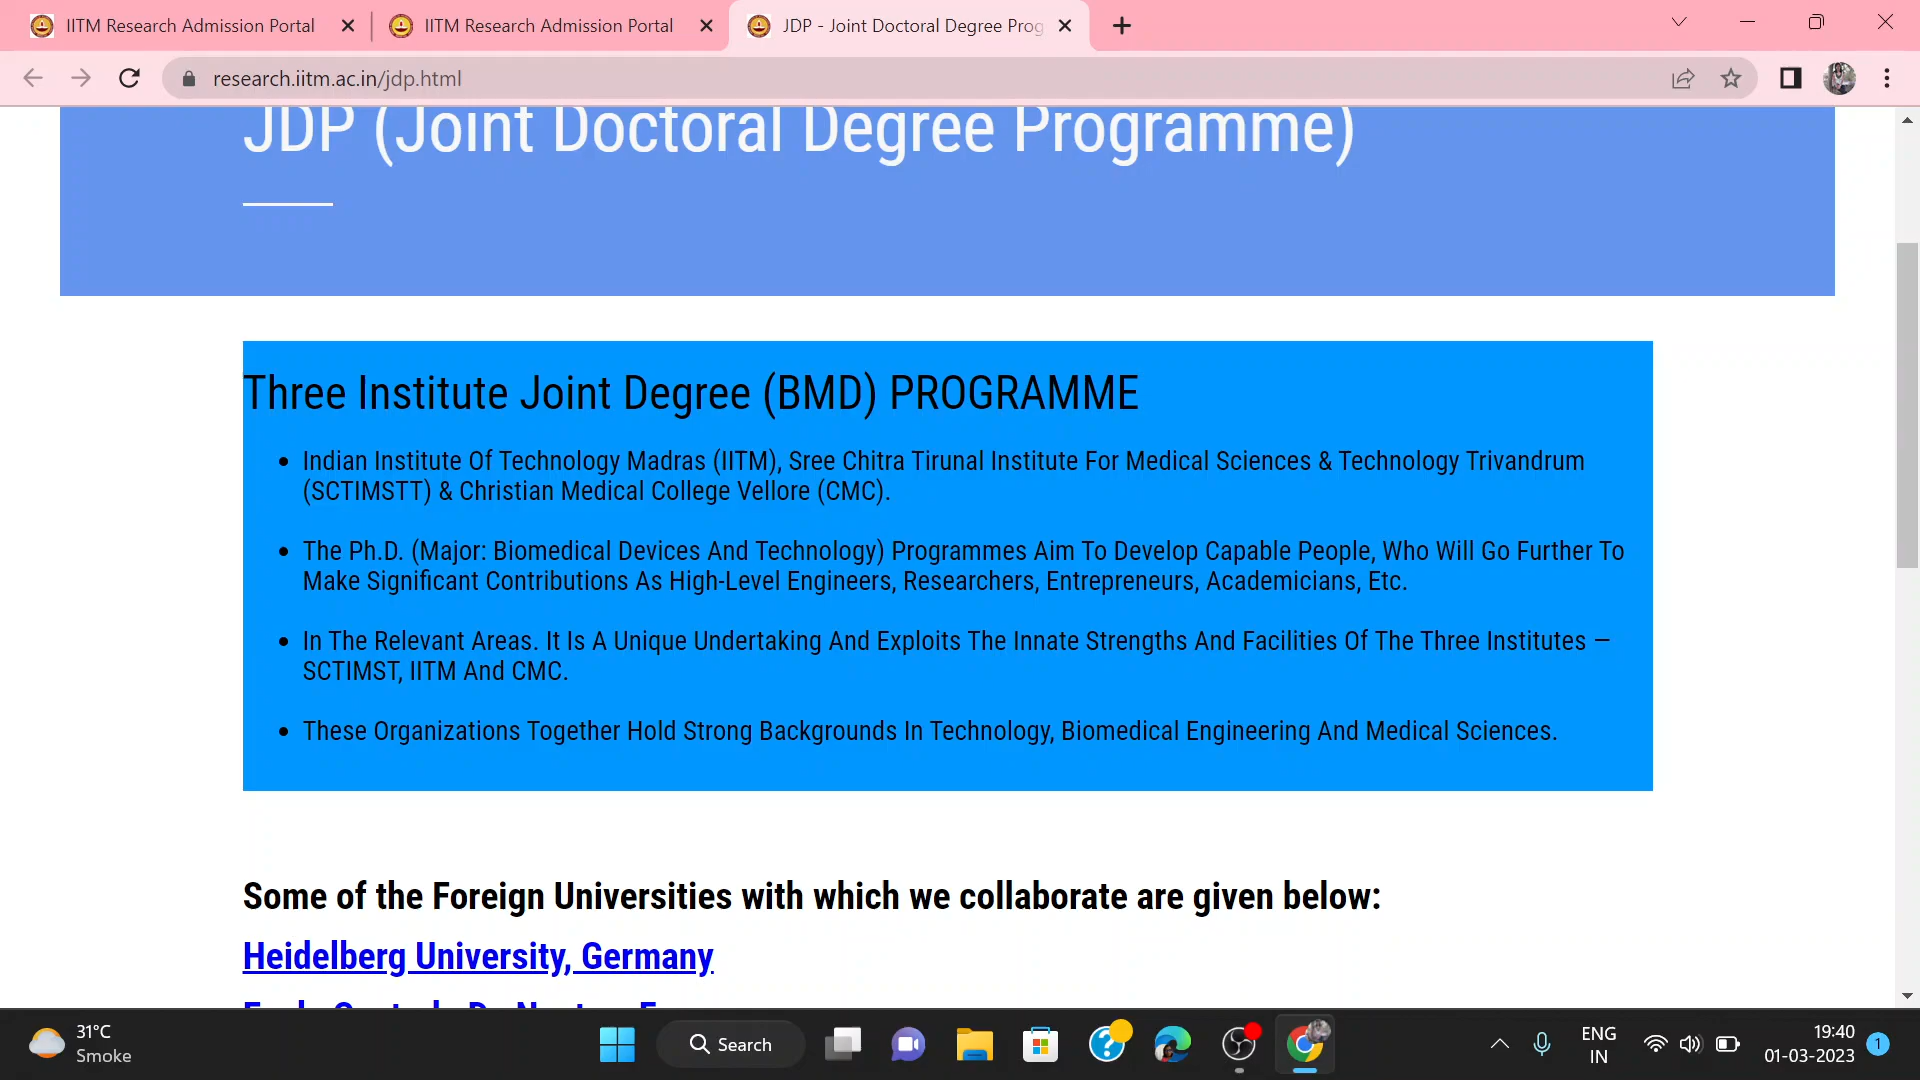 IITM Research Admission Portal
IITM Research Admission Portal
JDP - Joint Doctoral Degree Prog
research.iitm.ac.in/jdp.html
JDP (Joint Doctoral Degree Programme)
Three Institute Joint Degree (BMD) PROGRAMME
• Indian Institute Of Technology Madras (IITM), Sree Chitra Tirunal Institute For Medical Sciences & Technology Trivandrum
(SCTIMSTT) & Christian Medical College Vellore (CMC).
• The Ph.D. (Major: Biomedical Devices And Technology) Programmes Aim To Develop Capable People, Who Will Go Further To
Make Significant Contributions As High-Level Engineers, Researchers, Entrepreneurs, Academicians, Etc.
• In The Relevant Areas. It Is A Unique Undertaking And Exploits The Innate Strengths And Facilities Of The Three Institutes —
SCTIMST, IITM And CMC.
• These Organizations Together Hold Strong Backgrounds In Technology, Biomedical Engineering And Medical Sciences.
Some of the Foreign Universities with which we collaborate are given below:
Heidelberg University, Germany
31°C
Smoke
Search
ENG
IN
19:40
01-03-2023
1